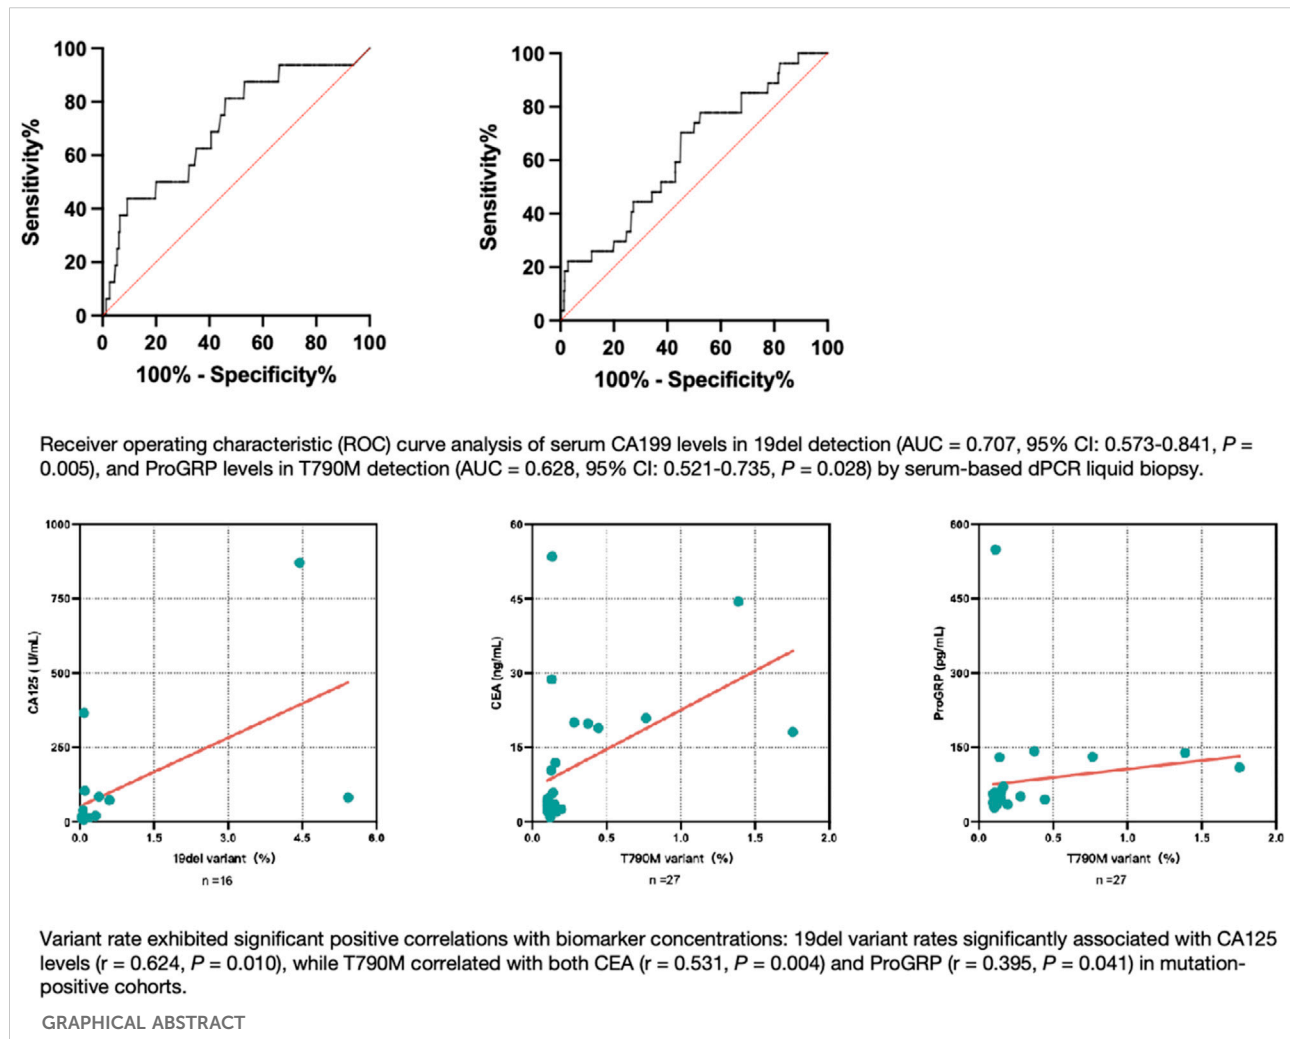 100
80
60
40
20
0
Sensitivity%
0 20 40 60 80 100
100% - Specificity%
100
80
60
40
20
0
Sensitivity%
0 20 40 60 80 100
100% - Specificity%
Receiver operating characteristic (ROC) curve analysis of serum CA199 levels in 19del detection (AUC = 0.707, 95% CI: 0.573-0.841, P =
0.005), and ProGRP levels in T790M detection (AUC = 0.628, 95% CI: 0.521-0.735, P = 0.028) by serum-based dPCR liquid biopsy.
1000
750
500
250
0
CA125 ( U/mL)
0.0 1.5 3.0 4.5 6.0
19del variant (%)
n =16
60
45
30
15
0
CEA (ng/mL)
0.0 0.5 1.0 1.5 2.0
T790M variant (%)
n =27
600
450
300
150
0
ProGRP (pg/mL)
0.0 0.5 1.0 1.5 2.0
T790M variant (%)
n =27
Variant rate exhibited significant positive correlations with biomarker concentrations: 19del variant rates significantly associated with CA125
levels (r = 0.624, P = 0.010), while T790M correlated with both CEA (r = 0.531, P = 0.004) and ProGRP (r = 0.395, P = 0.041) in mutation-
positive cohorts.
GRAPHICAL ABSTRACT